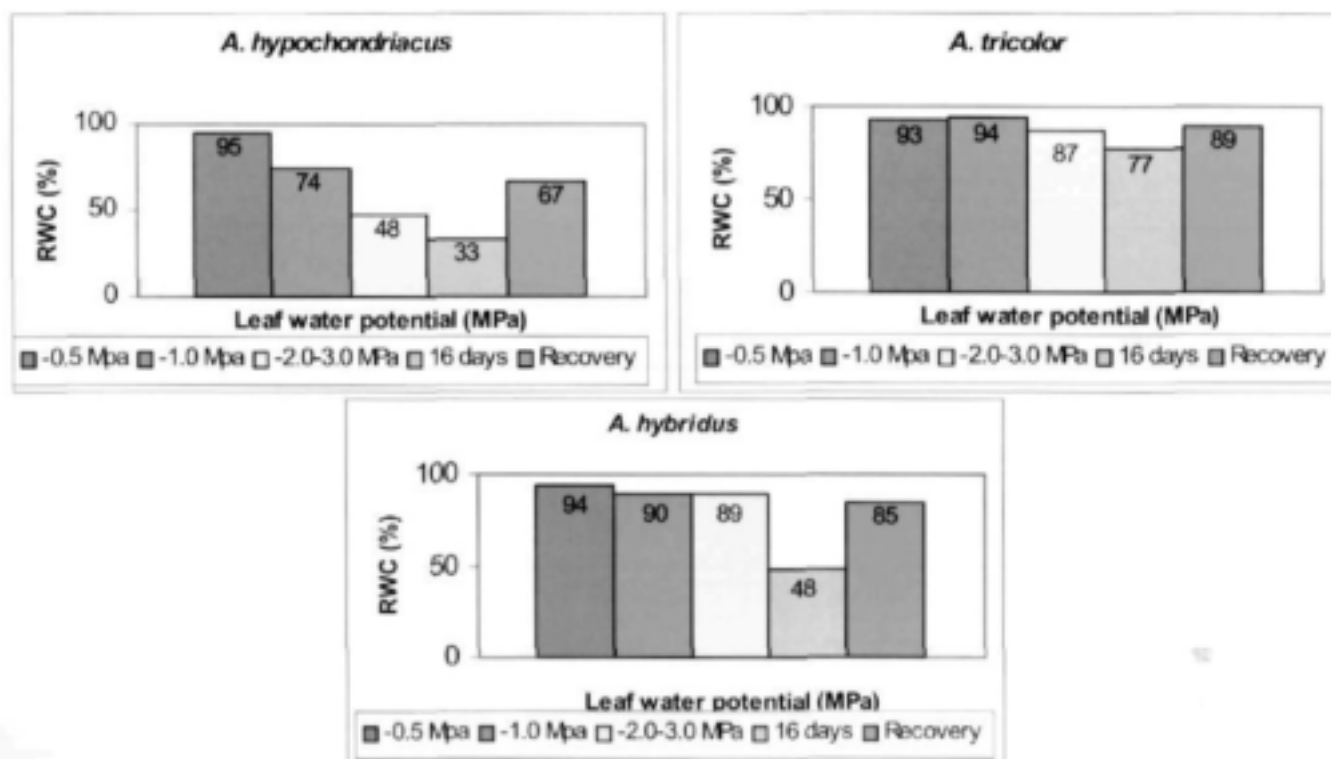 A. hypochondriacus
100
50
0
RWC (%)
95
74
48
33
67
Leaf water potential (MPa)
-0.5 Mpa -1.0 Mpa -2.0-3.0 MPa 16 days Recovery
A. tricolor
100
50
0
RWC (%)
93
94
87
77
89
Leaf water potential (MPa)
-0.5 Mpa -1.0 Mpa -2.0-3.0 MPa 16 days Recovery
A. hybridus
100
50
0
RWC (%)
94
90
89
48
85
Leaf water potential (MPa)
-0.5 Mpa -1.0 Mpa -2.0-3.0 MPa 16 days Recovery